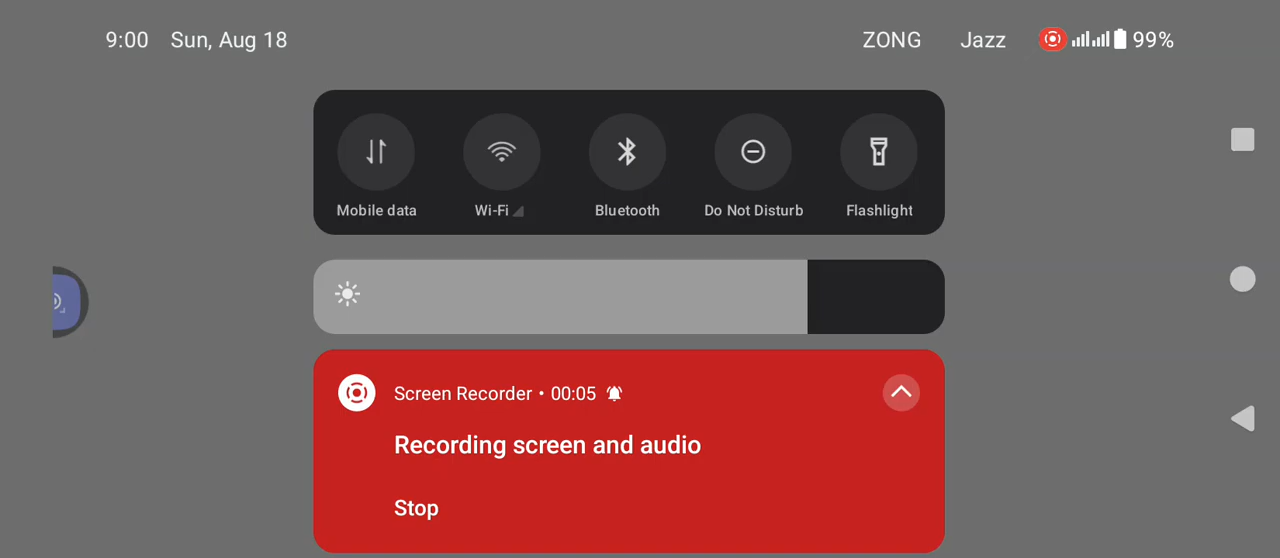 9:00 Sun, Aug 18 ZONG Jazz 99%
Mobile data Wi-Fi Bluetooth Do Not Disturb Flashlight
Screen Recorder • 00:05
Recording screen and audio
Stop